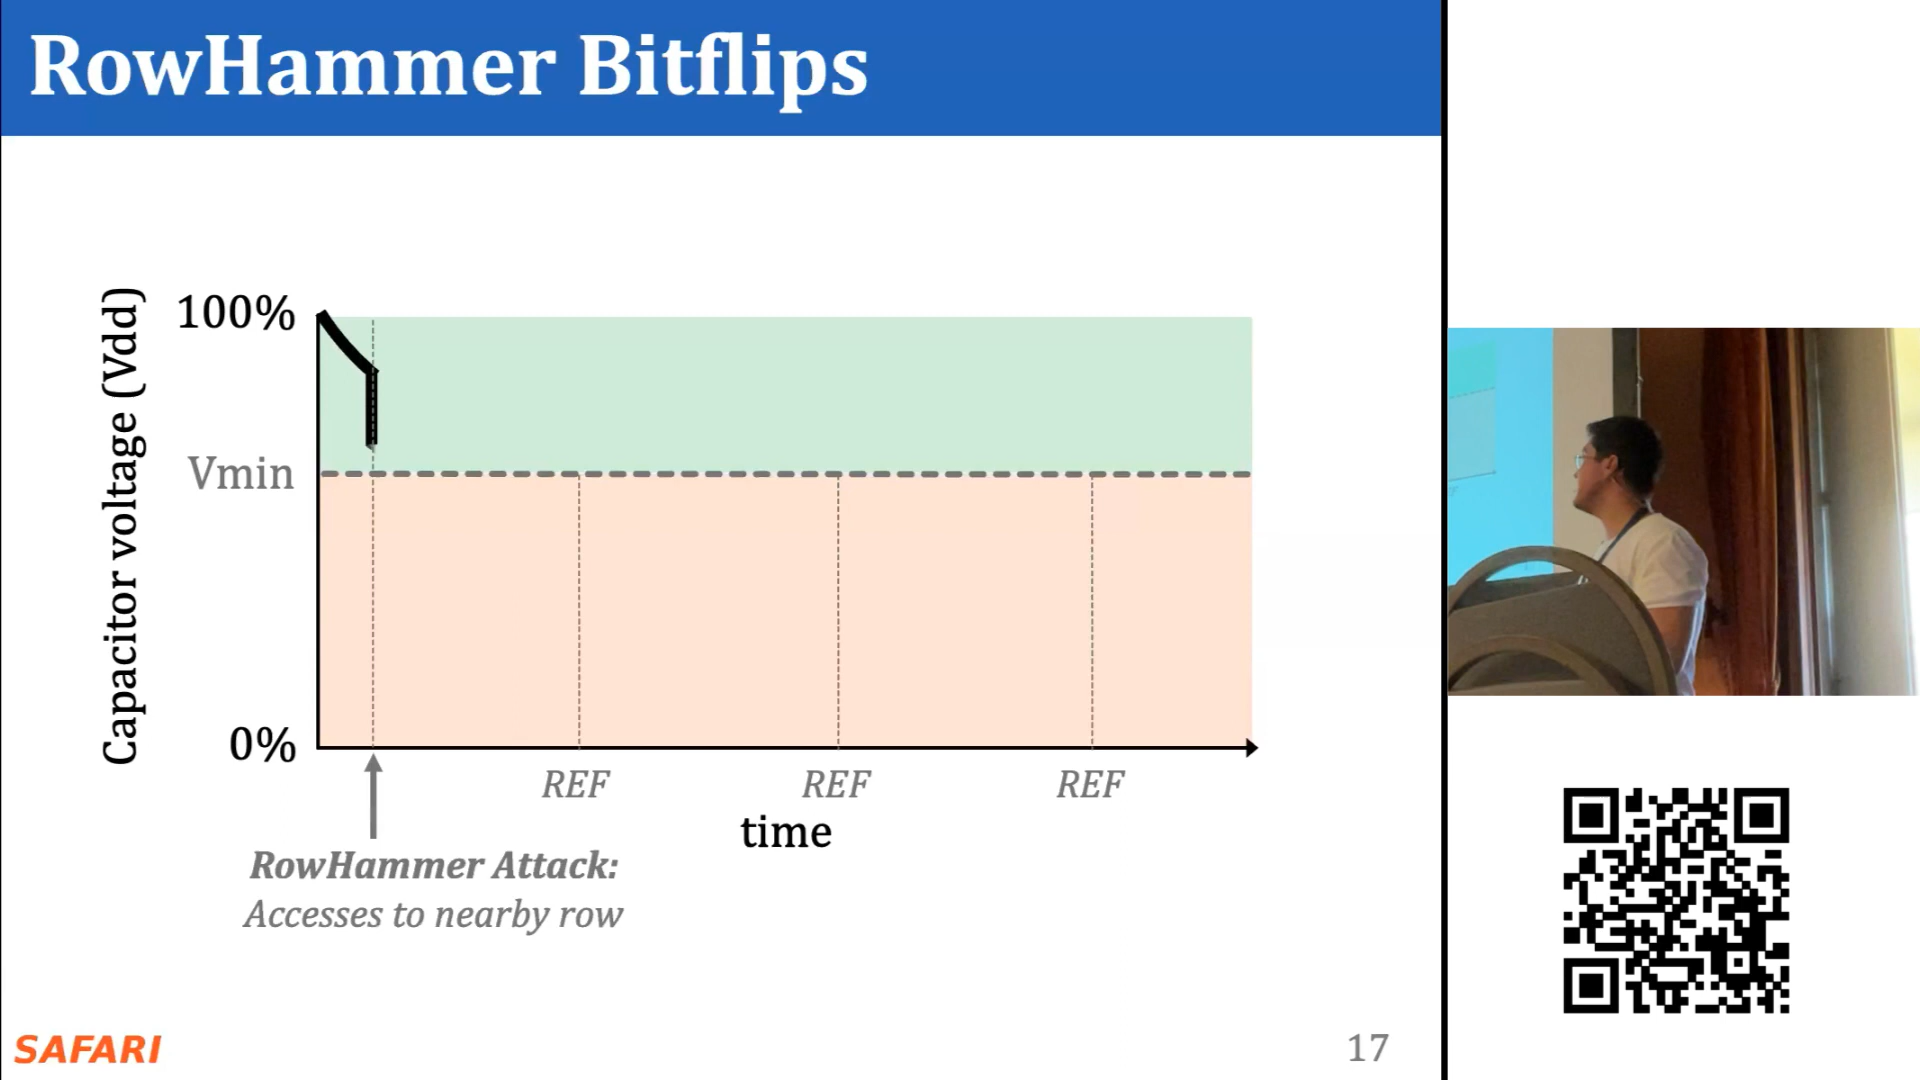 RowHammer Bitflips
Capacitor voltage (Vdd)
100%
Vmin
0%
REF
REF
REF
time
RowHammer Attack:
Accesses to nearby row
SAFARI
17